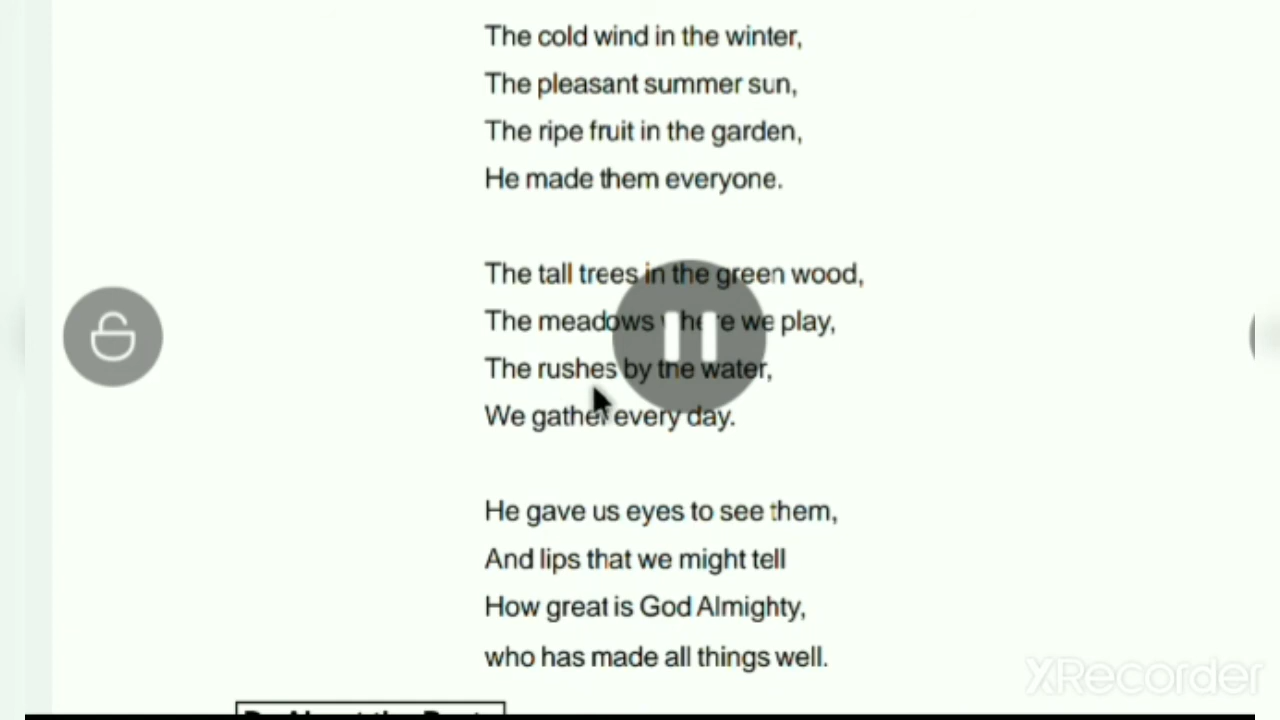 The cold wind in the winter,
The pleasant summer sun,
The ripe fruit in the garden,
He made them everyone.
The tall trees in the green wood,
The meadows where we play,
The rushes by the water,
We gather every day.
He gave us eyes to see them,
And lips that we might tell
How great is God Almighty,
who has made all things well.
XRecorder